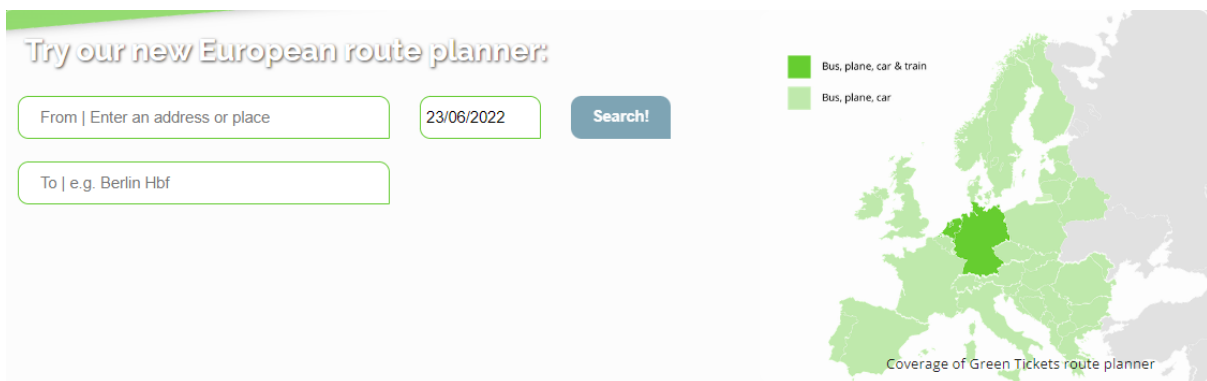 Try our new European route planner:
From | Enter an address or place
23/06/2022
Search!
To | e.g. Berlin Hbf
Bus, plane, car & train
Bus, plane, car
Coverage of Green Tickets route planner